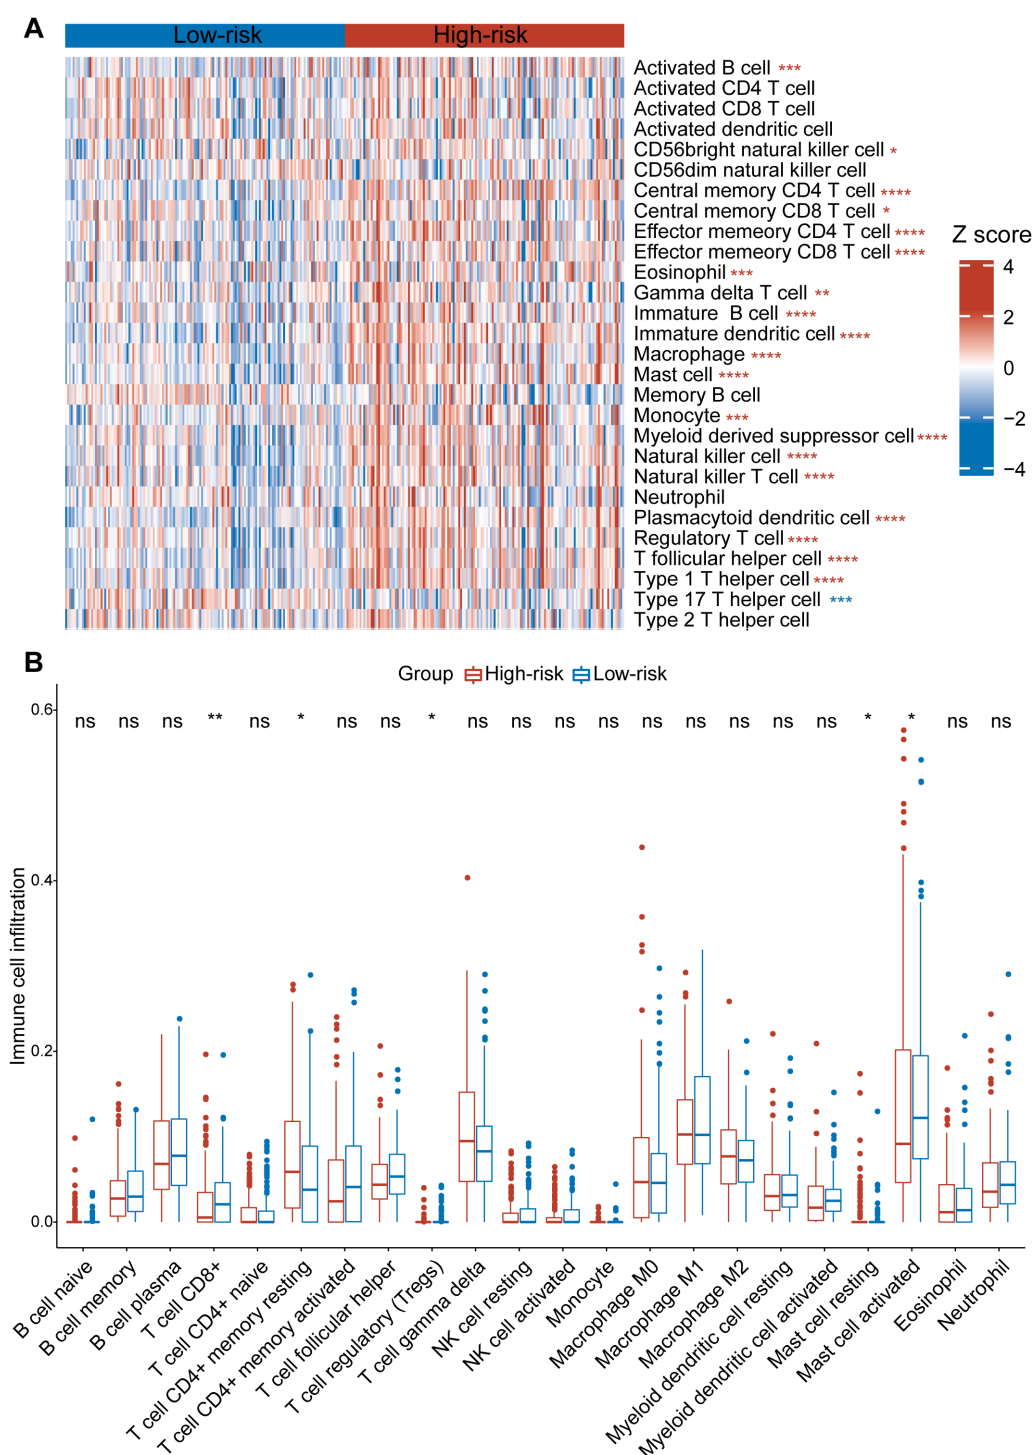 A
Low-risk High-risk
Activated B cell ***
Activated CD4 T cell
Activated CD8 T cell
Activated dendritic cell
CD56bright natural killer cell *
CD56dim natural killer cell
Central memory CD4 T cell ****
Central memory CD8 T cell *
Effector memeory CD4 T cell ****
Effector memeory CD8 T cell ****
Eosinophil ***
Gamma delta T cell **
Immature B cell ****
Immature dendritic cell ****
Macrophage ****
Mast cell ****
Memory B cell
Monocyte ***
Myeloid derived suppressor cell ****
Natural killer cell ****
Natural killer T cell ****
Neutrophil
Plasmacytoid dendritic cell ****
Regulatory T cell ****
T follicular helper cell ****
Type 1 T helper cell ****
Type 17 T helper cell ***
Type 2 T helper cell
Z score
4
2
0
−2
−4
B
Group High-risk Low-risk
ns ns ns ** ns * ns ns * ns ns ns ns ns ns ns ns ns * * ns ns
Immune cell infiltration
0.6
0.4
0.2
0.0
B cell naive
B cell memory
B cell plasma
T cell CD8+
T cell CD4+ naive
T cell CD4+ memory resting
T cell CD4+ memory activated
T cell follicular helper
T cell regulatory (Tregs)
T cell gamma delta
NK cell resting
NK cell activated
Monocyte
Macrophage M0
Macrophage M1
Macrophage M2
Myeloid dendritic cell resting
Myeloid dendritic cell activated
Mast cell resting
Mast cell activated
Eosinophil
Neutrophil